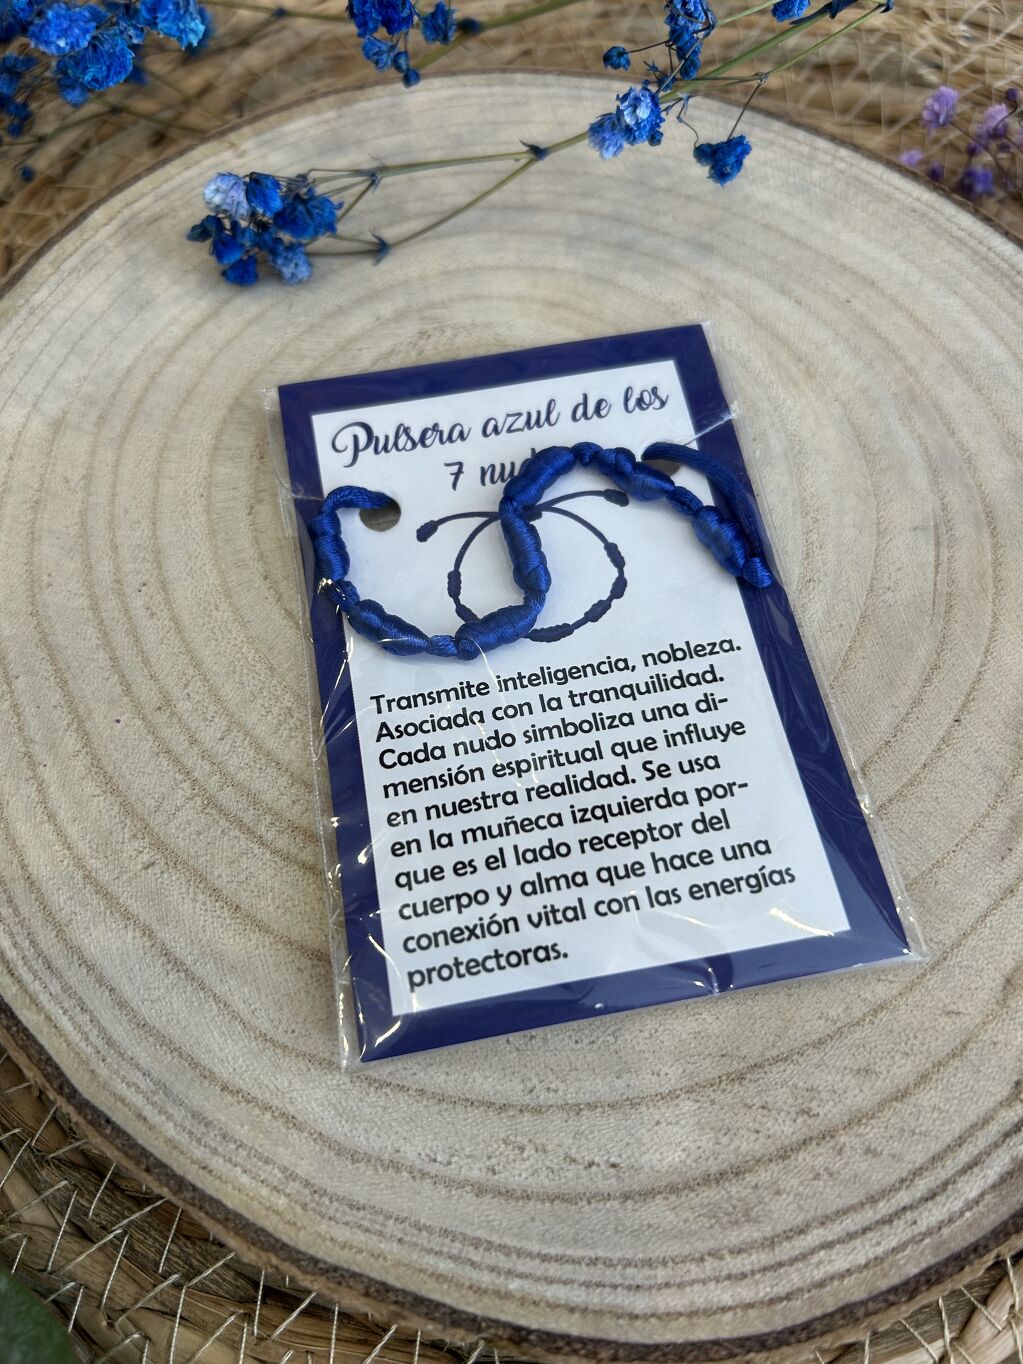 Pulsera azul de los
7
Transmite inteligencia, nobleza.
Asociada con la tranquilidad.
Cada nudo simboliza una di-
mensión espiritual que influye
en nuestra realidad. Se usa
en la muñeca izquierda por-
que es el lado receptor del
cuerpo y alma que hace una
conexión vital con las energías
protectoras.